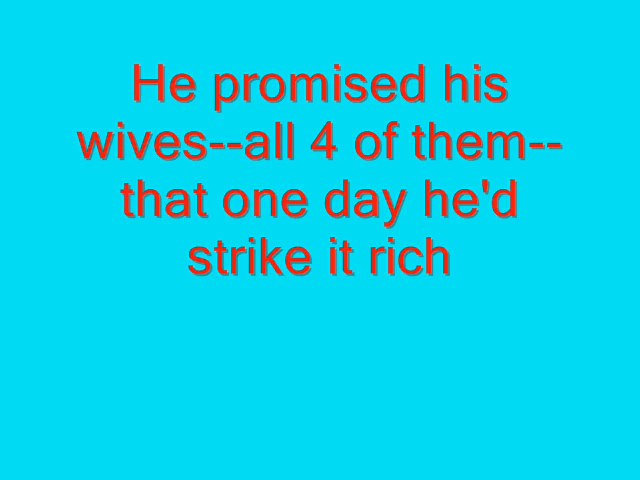 He promised his
wives--all 4 of them--
that one day he'd
strike it rich